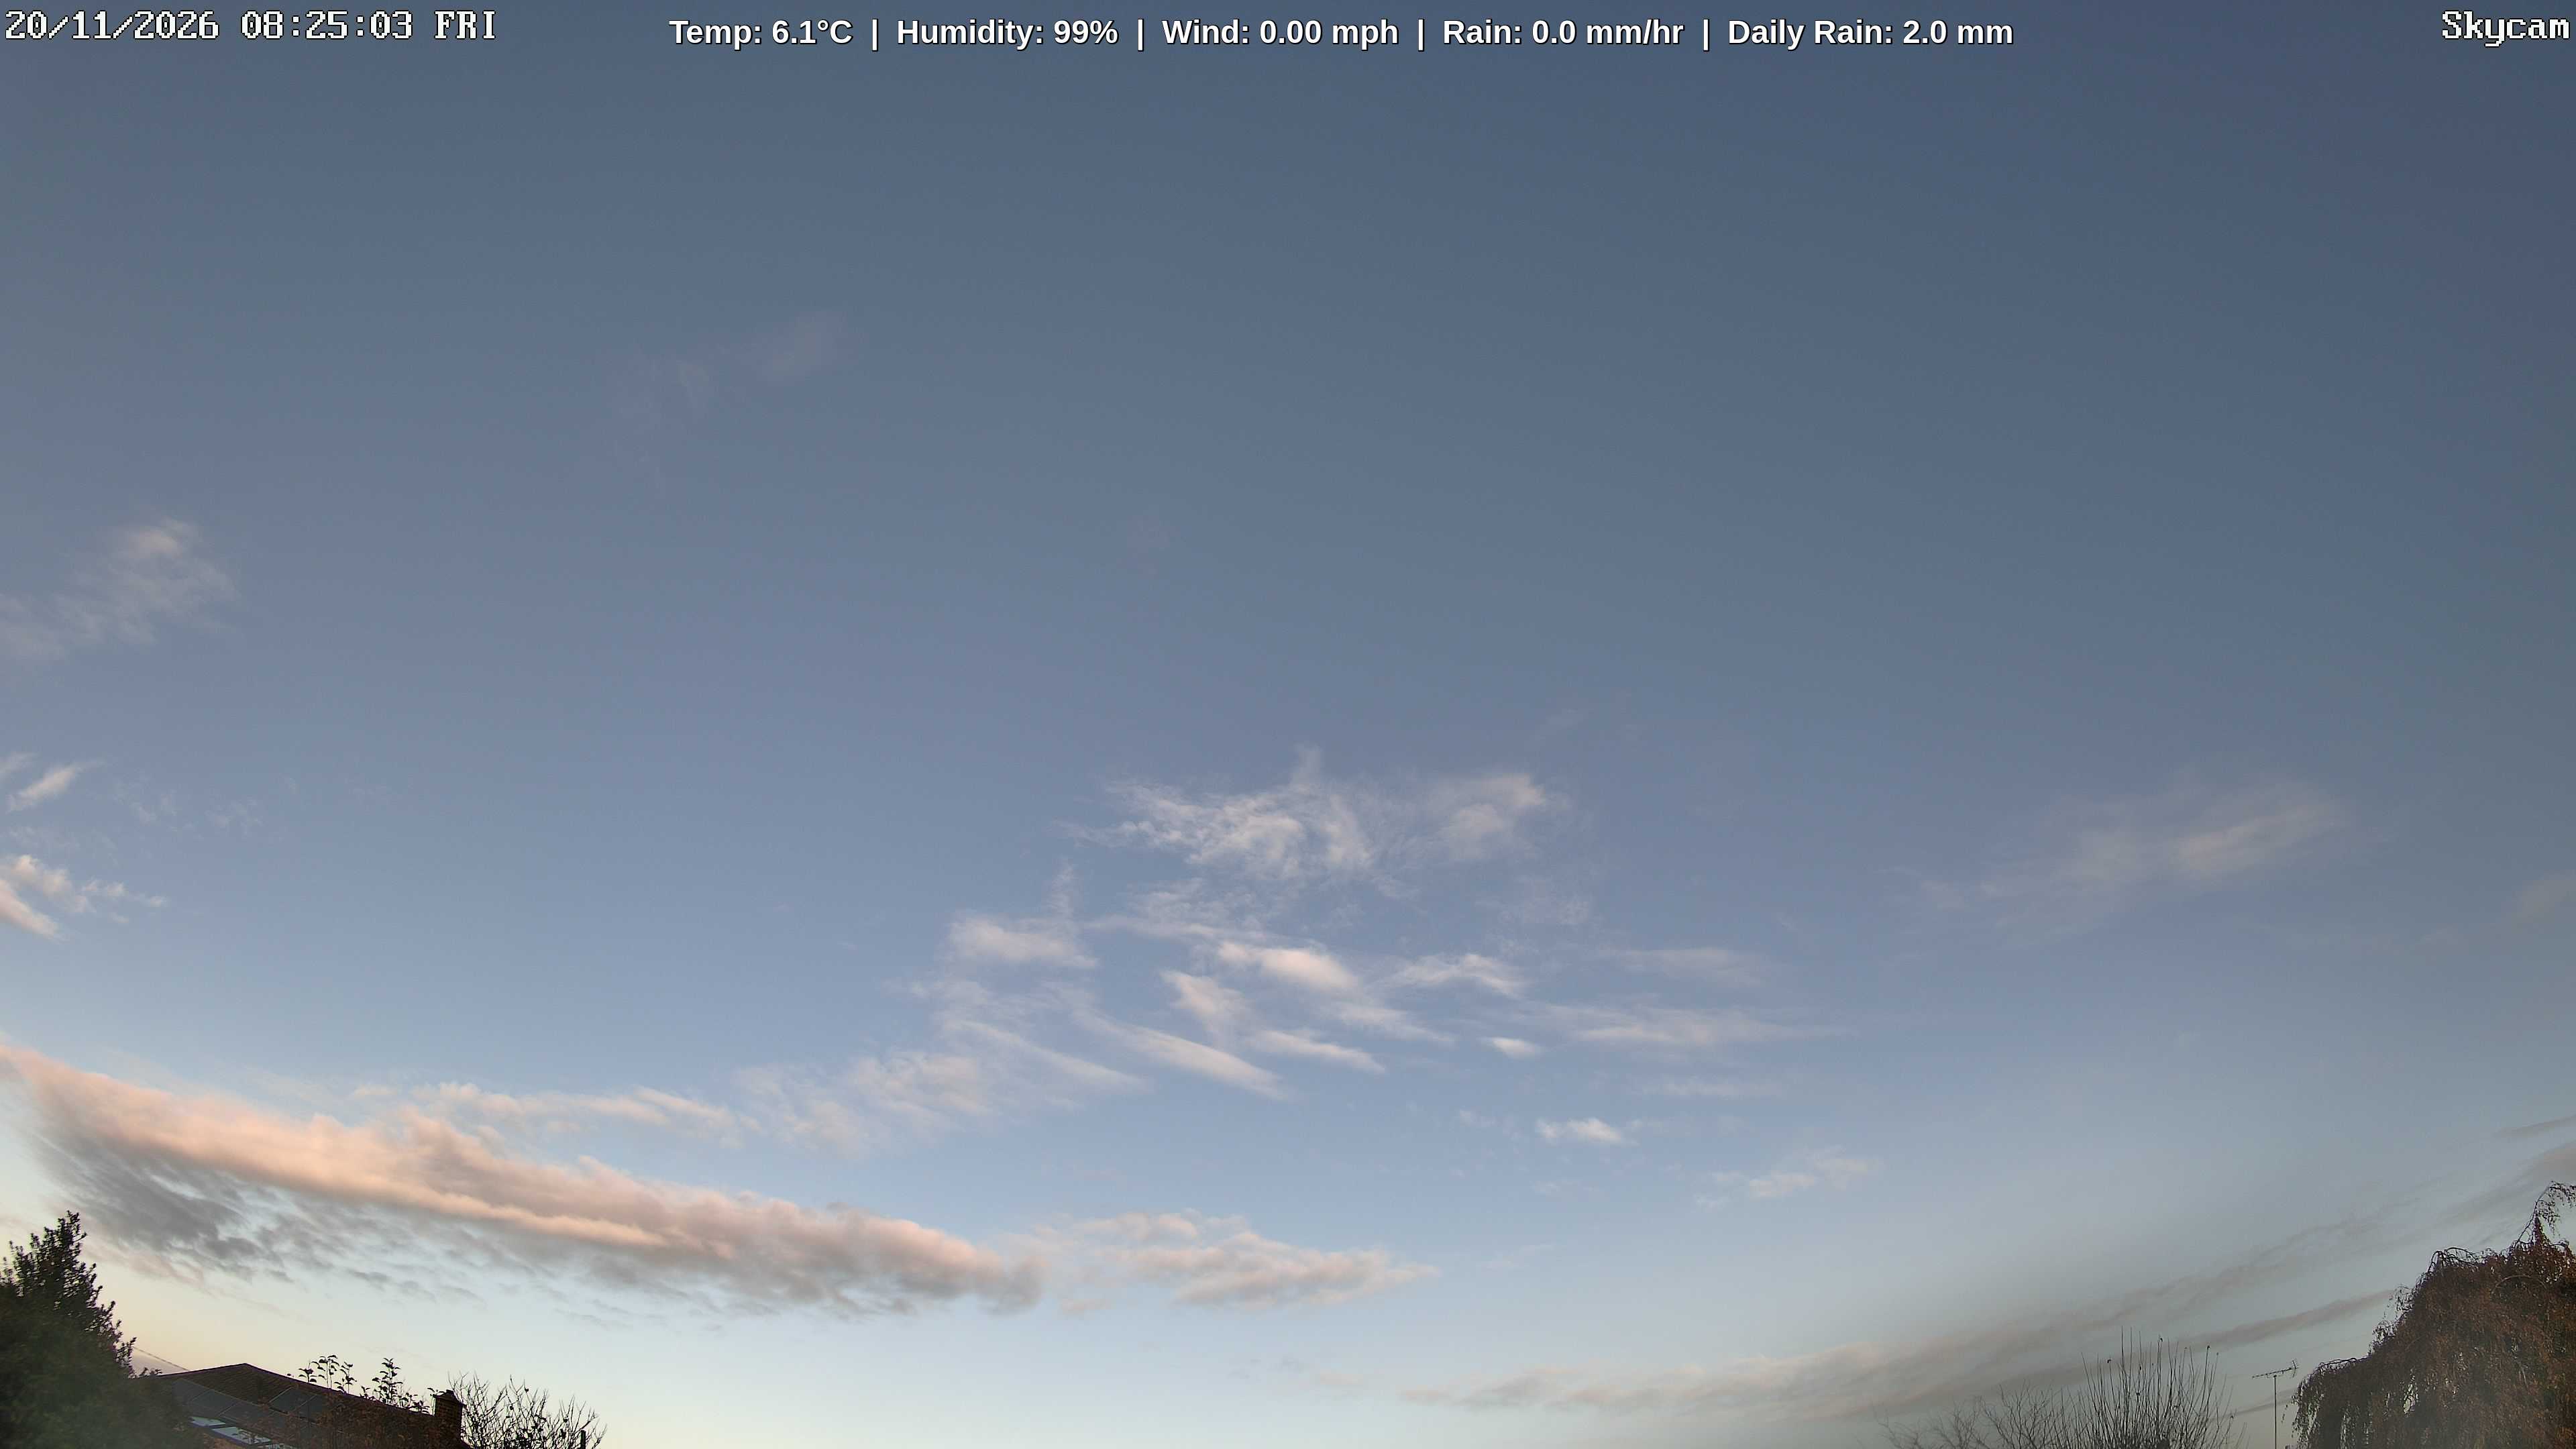 20/11/2026 08:25:03 FRI
Temp: 6.1°C | Humidity: 99% | Wind: 0.00 mph | Rain: 0.0 mm/hr | Daily Rain: 2.0 mm
Skycam